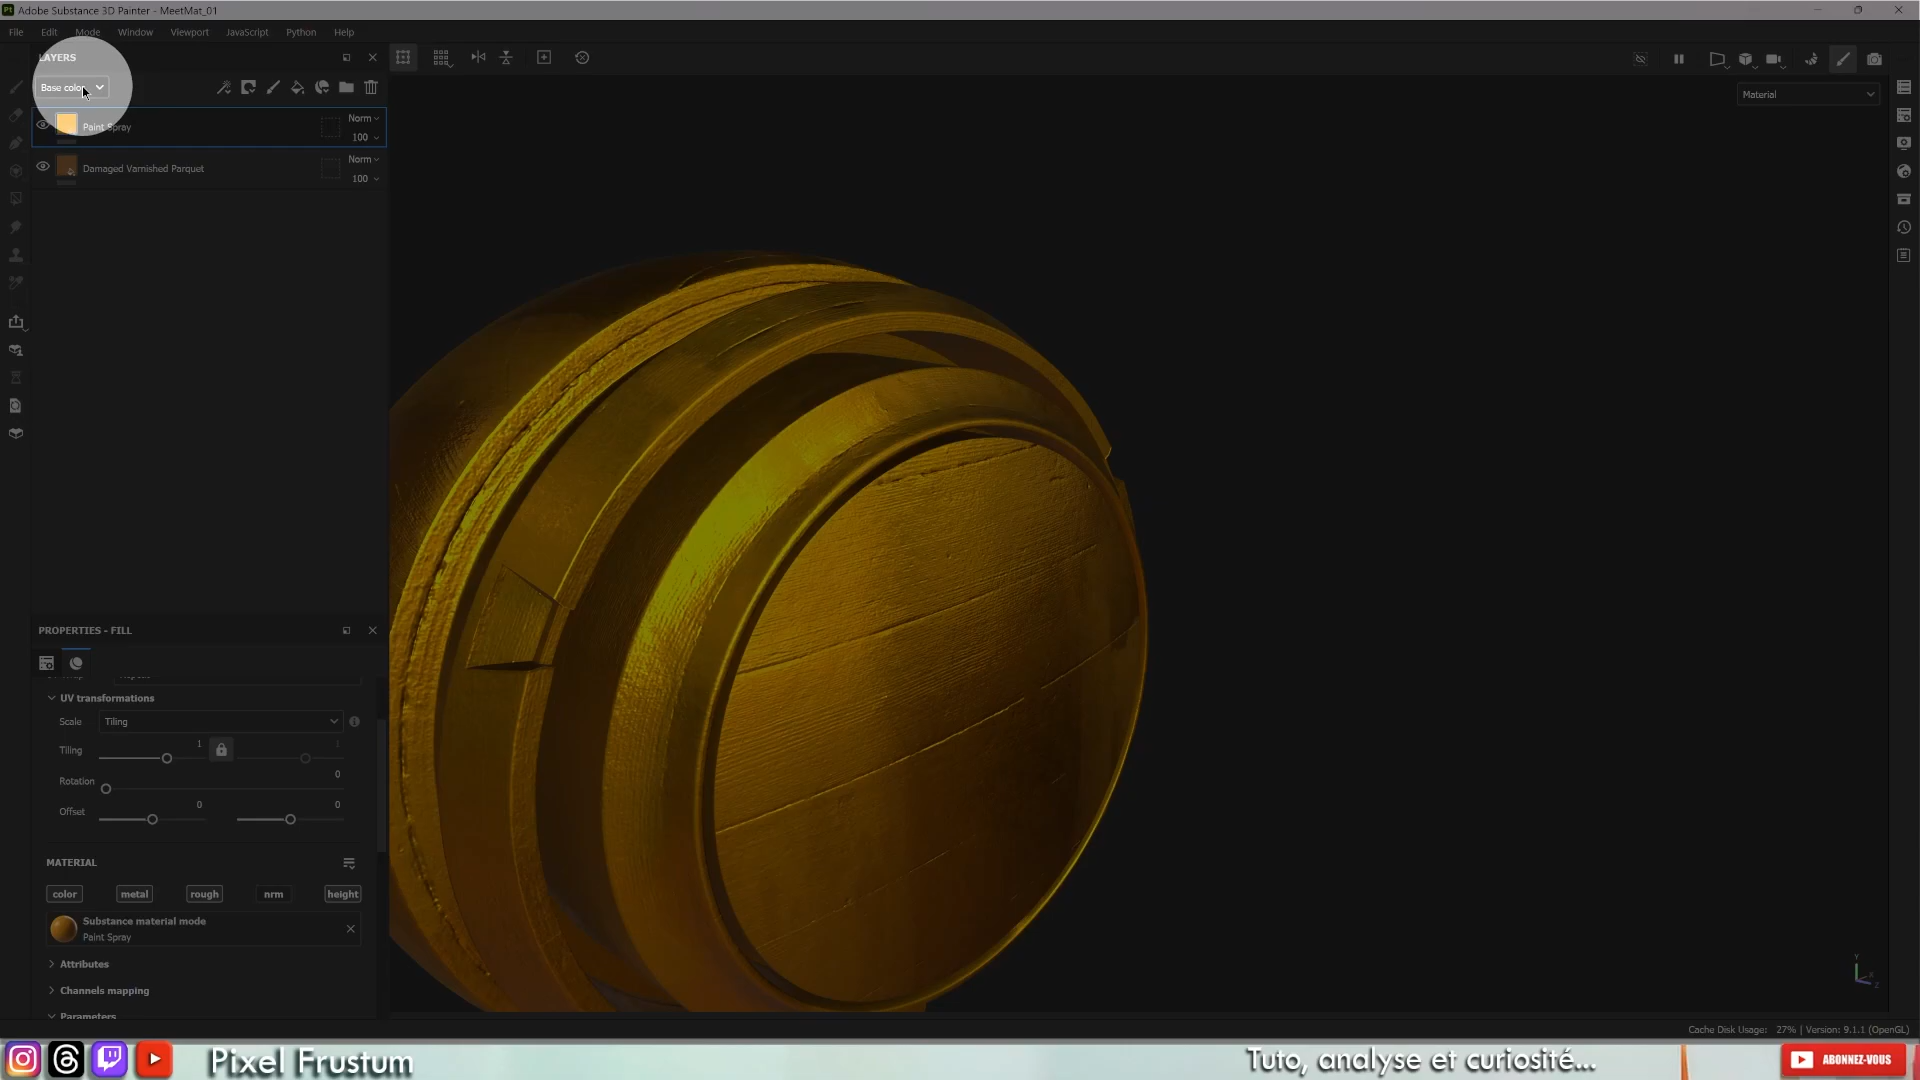 Adobe Substance 3D Painter - MeetMat_01
File Edit Mode Window Viewport JavaScript Python Help
LAYERS
Base color
Material
Paint Spray
Norm
100
Damaged Varnished Parquet
Norm
100
PROPERTIES - FILL
UV transformations
Scale Tiling
Tiling 1 1
Rotation 0
Offset 0 0
MATERIAL
color metal rough nrm height
Substance material mode
Paint Spray
Attributes
Channels mapping
Parameters
Y
X
Z
Cache Disk Usage: 27% | Version: 9.1.1 (OpenGL)
Pixel Frustum
Tuto, analyse et curiosité...
ABONNEZ-VOUS